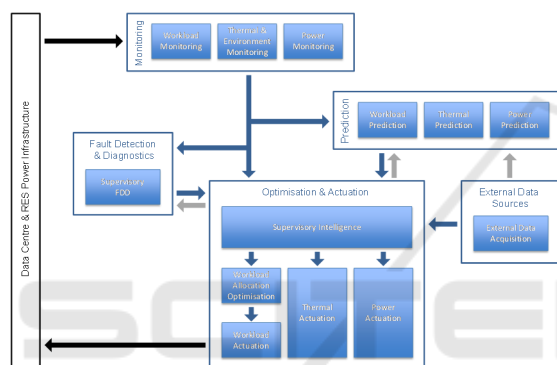 Data Centre & RES Power Infrastructure
Monitoring
Workload
Monitoring
Thermal &
Environment
Monitoring
Power
Monitoring
Prediction
Workload
Prediction
Thermal
Prediction
Power
Prediction
Fault Detection
& Diagnostics
Supervisory
FDD
Optimisation & Actuation
Supervisory Intelligence
Workload
Allocation
Optimisation
Workload
Actuation
Thermal
Actuation
Power
Actuation
External Data
Sources
External Data
Acquisition
SCITE